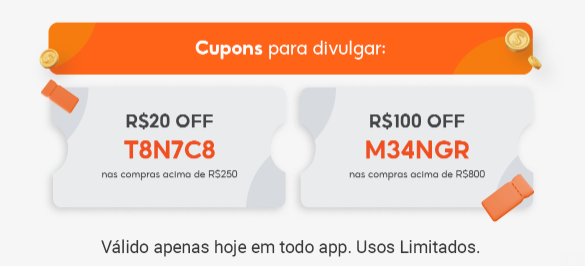 Cupons para divulgar:
R$20 OFF
T8N7C8
nas compras acima de R$250
R$100 OFF
M34NGR
nas compras acima de R$800
Válido apenas hoje em todo app. Usos Limitados.